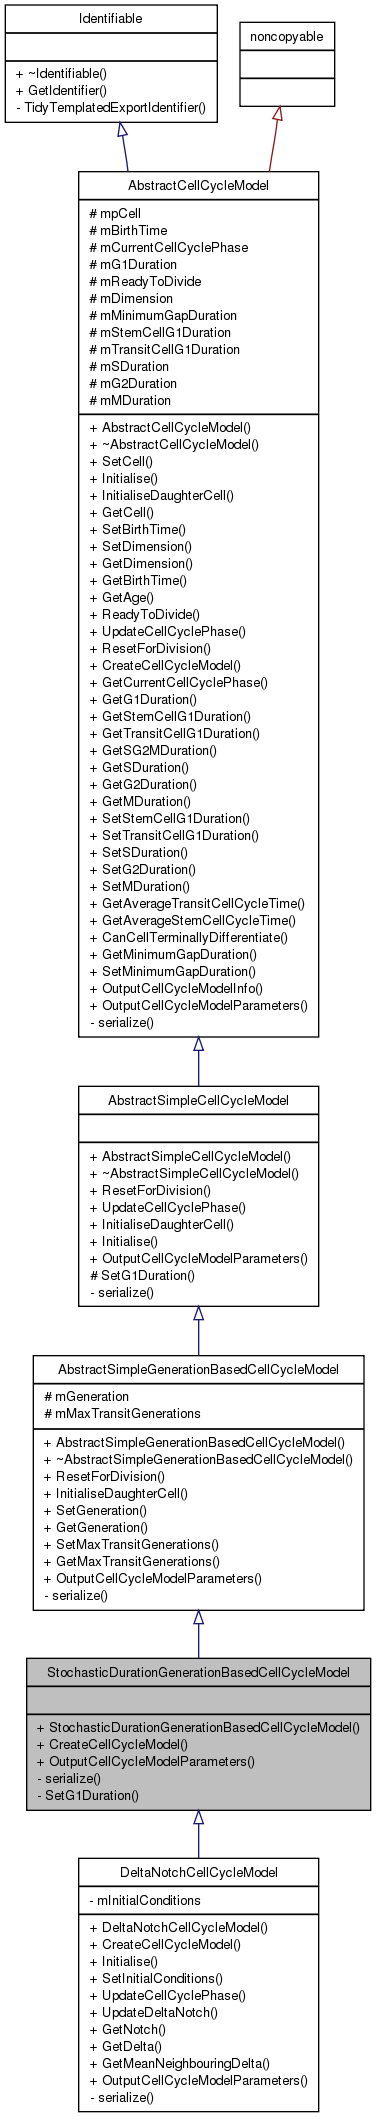 Identifiable
+ ~Identifiable()
+ GetIdentifier()
- TidyTemplatedExportIdentifier()
noncopyable
AbstractCellCycleModel
# mpCell
# mBirthTime
# mCurrentCellCyclePhase
# mG1Duration
# mReadyToDivide
# mDimension
# mMinimumGapDuration
# mStemCellG1Duration
# mTransitCellG1Duration
# mSDuration
# mG2Duration
# mMDuration
+ AbstractCellCycleModel()
+ ~AbstractCellCycleModel()
+ SetCell()
+ Initialise()
+ InitialiseDaughterCell()
+ GetCell()
+ SetBirthTime()
+ SetDimension()
+ GetDimension()
+ GetBirthTime()
+ GetAge()
+ ReadyToDivide()
+ UpdateCellCyclePhase()
+ ResetForDivision()
+ CreateCellCycleModel()
+ GetCurrentCellCyclePhase()
+ GetG1Duration()
+ GetStemCellG1Duration()
+ GetTransitCellG1Duration()
+ GetSG2MDuration()
+ GetSDuration()
+ GetG2Duration()
+ GetMDuration()
+ SetStemCellG1Duration()
+ SetTransitCellG1Duration()
+ SetSDuration()
+ SetG2Duration()
+ SetMDuration()
+ GetAverageTransitCellCycleTime()
+ GetAverageStemCellCycleTime()
+ CanCellTerminallyDifferentiate()
+ GetMinimumGapDuration()
+ SetMinimumGapDuration()
+ OutputCellCycleModelInfo()
+ OutputCellCycleModelParameters()
- serialize()
AbstractSimpleCellCycleModel
+ AbstractSimpleCellCycleModel()
+ ~AbstractSimpleCellCycleModel()
+ ResetForDivision()
+ UpdateCellCyclePhase()
+ InitialiseDaughterCell()
+ Initialise()
+ OutputCellCycleModelParameters()
# SetG1Duration()
- serialize()
AbstractSimpleGenerationBasedCellCycleModel
# mGeneration
# mMaxTransitGenerations
+ AbstractSimpleGenerationBasedCellCycleModel()
+ ~AbstractSimpleGenerationBasedCellCycleModel()
+ ResetForDivision()
+ InitialiseDaughterCell()
+ SetGeneration()
+ GetGeneration()
+ SetMaxTransitGenerations()
+ GetMaxTransitGenerations()
+ OutputCellCycleModelParameters()
- serialize()
StochasticDurationGenerationBasedCellCycleModel
+ StochasticDurationGenerationBasedCellCycleModel()
+ CreateCellCycleModel()
+ OutputCellCycleModelParameters()
- serialize()
- SetG1Duration()
DeltaNotchCellCycleModel
- mInitialConditions
+ DeltaNotchCellCycleModel()
+ CreateCellCycleModel()
+ Initialise()
+ SetInitialConditions()
+ UpdateCellCyclePhase()
+ UpdateDeltaNotch()
+ GetNotch()
+ GetDelta()
+ GetMeanNeighbouringDelta()
+ OutputCellCycleModelParameters()
- serialize()